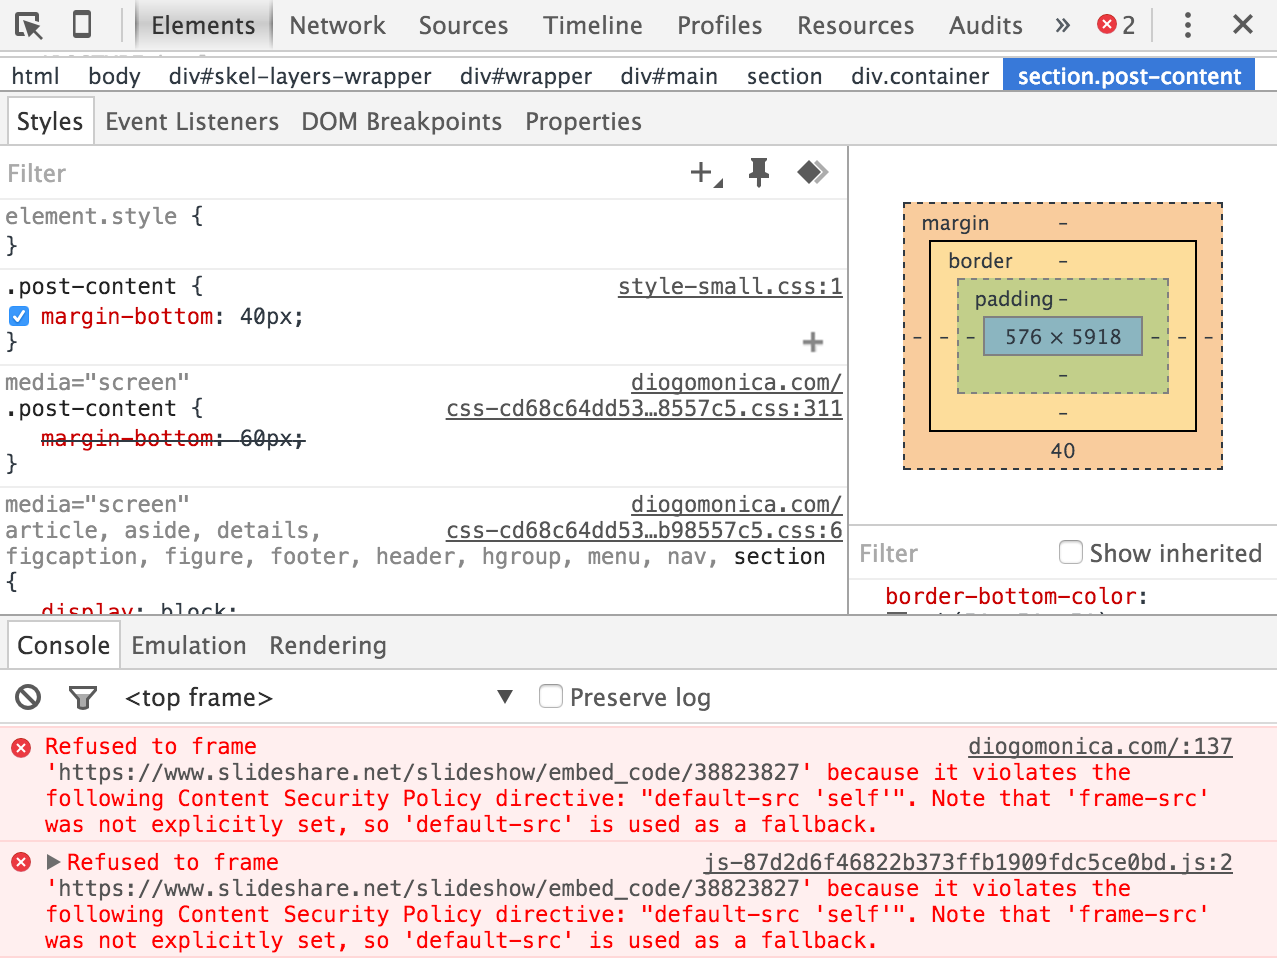 Elements Network Sources Timeline Profiles Resources Audits » 2
html body div#skel-layers-wrapper div#wrapper div#main section div.container section.post-content
Styles Event Listeners DOM Breakpoints Properties
Filter
element.style {
}
.post-content { style-small.css:1
margin-bottom: 40px;
}
media="screen" diogomonica.com/
.post-content { css-cd68c64dd53…8557c5.css:311
margin-bottom: 60px;
}
media="screen" diogomonica.com/
article, aside, details, css-cd68c64dd53…b98557c5.css:6
figcaption, figure, footer, header, hgroup, menu, nav, section
{
display: block;
margin -
border -
padding -
- - - 576 × 5918 - - -
-
-
40
Filter Show inherited
border-bottom-color:
Console Emulation Rendering
<top frame> ▼ Preserve log
Refused to frame diogomonica.com/:137
'https://www.slideshare.net/slideshow/embed_code/38823827' because it violates the
following Content Security Policy directive: "default-src 'self'". Note that 'frame-src'
was not explicitly set, so 'default-src' is used as a fallback.
▶ Refused to frame js-87d2d6f46822b373ffb1909fdc5ce0bd.js:2
'https://www.slideshare.net/slideshow/embed_code/38823827' because it violates the
following Content Security Policy directive: "default-src 'self'". Note that 'frame-src'
was not explicitly set, so 'default-src' is used as a fallback.